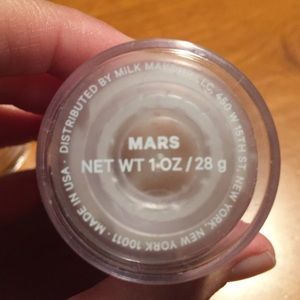 MARS
NET WT 1 OZ / 28 g
· DISTRIBUTED BY MILK MAKEUP LLC, 450 W 15TH ST, NEW YORK, NEW YORK 10011 · MADE IN USA